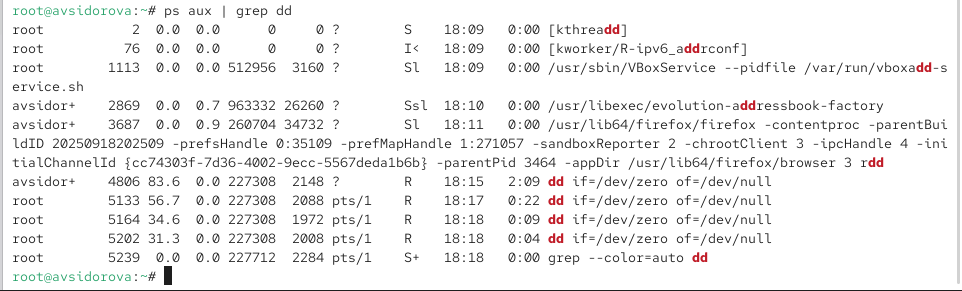 root@avsidorova:~# ps aux | grep dd
root           2  0.0  0.0      0     0 ?        S    18:09   0:00 [kthreadd]
root          76  0.0  0.0      0     0 ?        I<   18:09   0:00 [kworker/R-ipv6_addrconf]
root        1113  0.0  0.0 512956  3160 ?        Sl   18:09   0:00 /usr/sbin/VBoxService --pidfile /var/run/vboxadd-s
ervice.sh
avsidor+    2869  0.0  0.7 963332 26260 ?        Ssl  18:10   0:00 /usr/libexec/evolution-addressbook-factory
avsidor+    3687  0.0  0.9 260704 34732 ?        Sl   18:11   0:00 /usr/lib64/firefox/firefox -contentproc -parentBui
ldID 20250918202509 -prefsHandle 0:35109 -prefMapHandle 1:271057 -sandboxReporter 2 -chrootClient 3 -ipcHandle 4 -ini
tialChannelId {cc74303f-7d36-4002-9ecc-5567deda1b6b} -parentPid 3464 -appDir /usr/lib64/firefox/browser 3 rdd
avsidor+    4806 83.6  0.0 227308  2148 ?        R    18:15   2:09 dd if=/dev/zero of=/dev/null
root        5133 56.7  0.0 227308  2088 pts/1    R    18:17   0:22 dd if=/dev/zero of=/dev/null
root        5164 34.6  0.0 227308  1972 pts/1    R    18:18   0:09 dd if=/dev/zero of=/dev/null
root        5202 31.3  0.0 227308  2008 pts/1    R    18:18   0:04 dd if=/dev/zero of=/dev/null
root        5239  0.0  0.0 227712  2284 pts/1    S+   18:18   0:00 grep --color=auto dd
root@avsidorova:~#